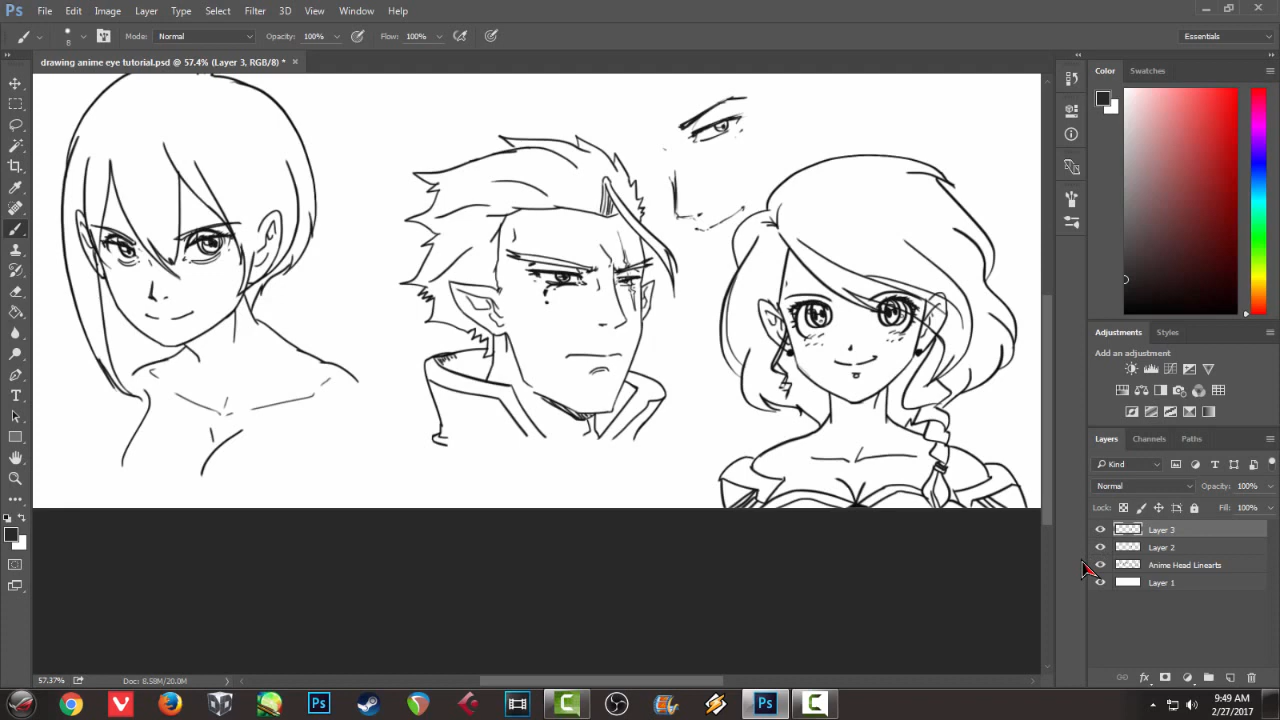 Ps File Edit Image Layer Type Select Filter 3D View Window Help
8 Mode: Normal Opacity: 100% Flow: 100% Essentials
drawing anime eye tutorial.psd @ 57.4% (Layer 3, RGB/8) * ×
Color Swatches
Adjustments Styles
Add an adjustment
Layers Channels Paths
Kind
Normal Opacity: 100%
Lock: Fill: 100%
Layer 3
Layer 2
Anime Head Linearts
Layer 1
57.37% Doc: 8.58M/20.0M
Ps Ps
9:49 AM
2/27/2017